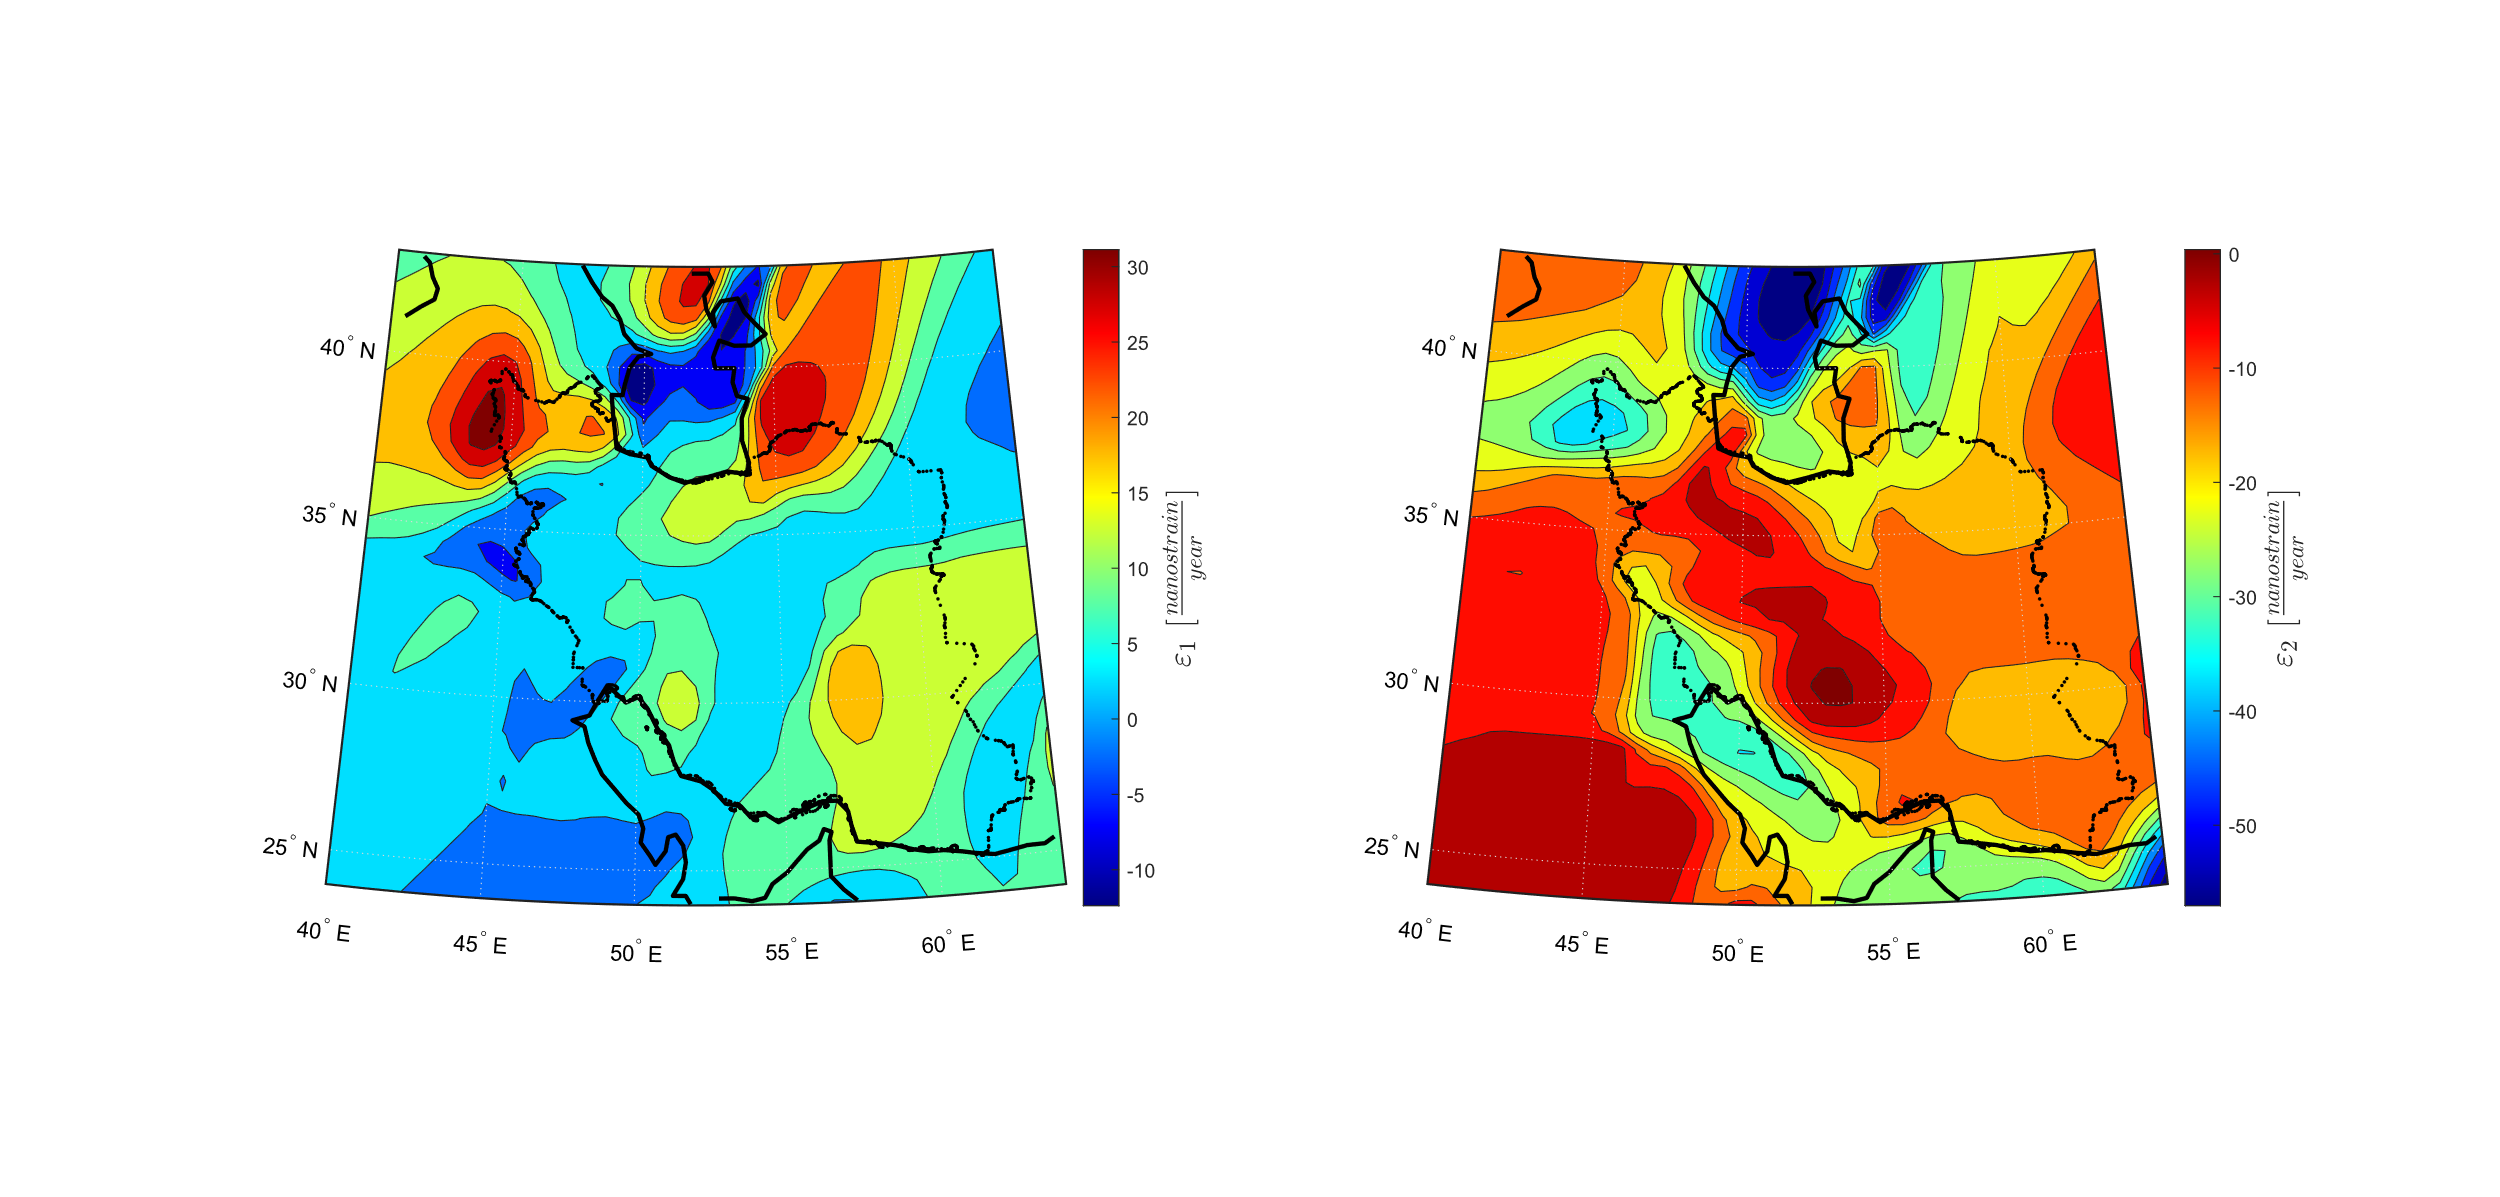 40° N
35° N
30° N
25° N
40° E
45° E
50° E
55° E
60° E
30
25
20
15
10
5
0
-5
-10
ε1 [nanostrain/year]
40° N
35° N
30° N
25° N
40° E
45° E
50° E
55° E
60° E
0
-10
-20
-30
-40
-50
ε2 [nanostrain/year]